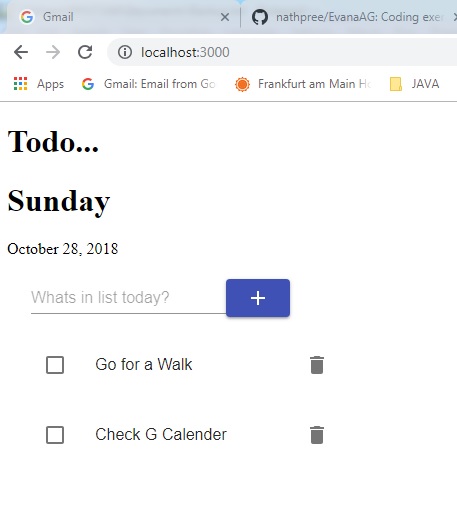 Gmail
nathpree/EvanaAG: Coding exer
localhost:3000
Apps
Gmail: Email from Go
Frankfurt am Main H
JAVA
Todo...
Sunday
October 28, 2018
Whats in list today?
Go for a Walk
Check G Calender